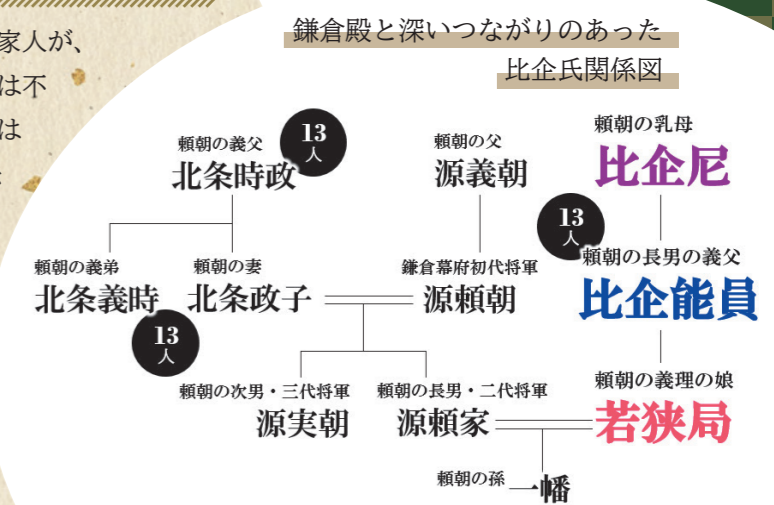 家人が、
は不
は
鎌倉殿と深いつながりのあった
比企氏関係図
頼朝の義父
北条時政
13
人
頼朝の父
源義朝
頼朝の乳母
比企尼
13
人
頼朝の長男の義父
比企能員
頼朝の義弟
北条義時
13
人
頼朝の妻
北条政子
鎌倉幕府初代将軍
源頼朝
頼朝の次男・三代将軍
源実朝
頼朝の長男・二代将軍
源頼家
頼朝の義理の娘
若狭局
頼朝の孫
一幡